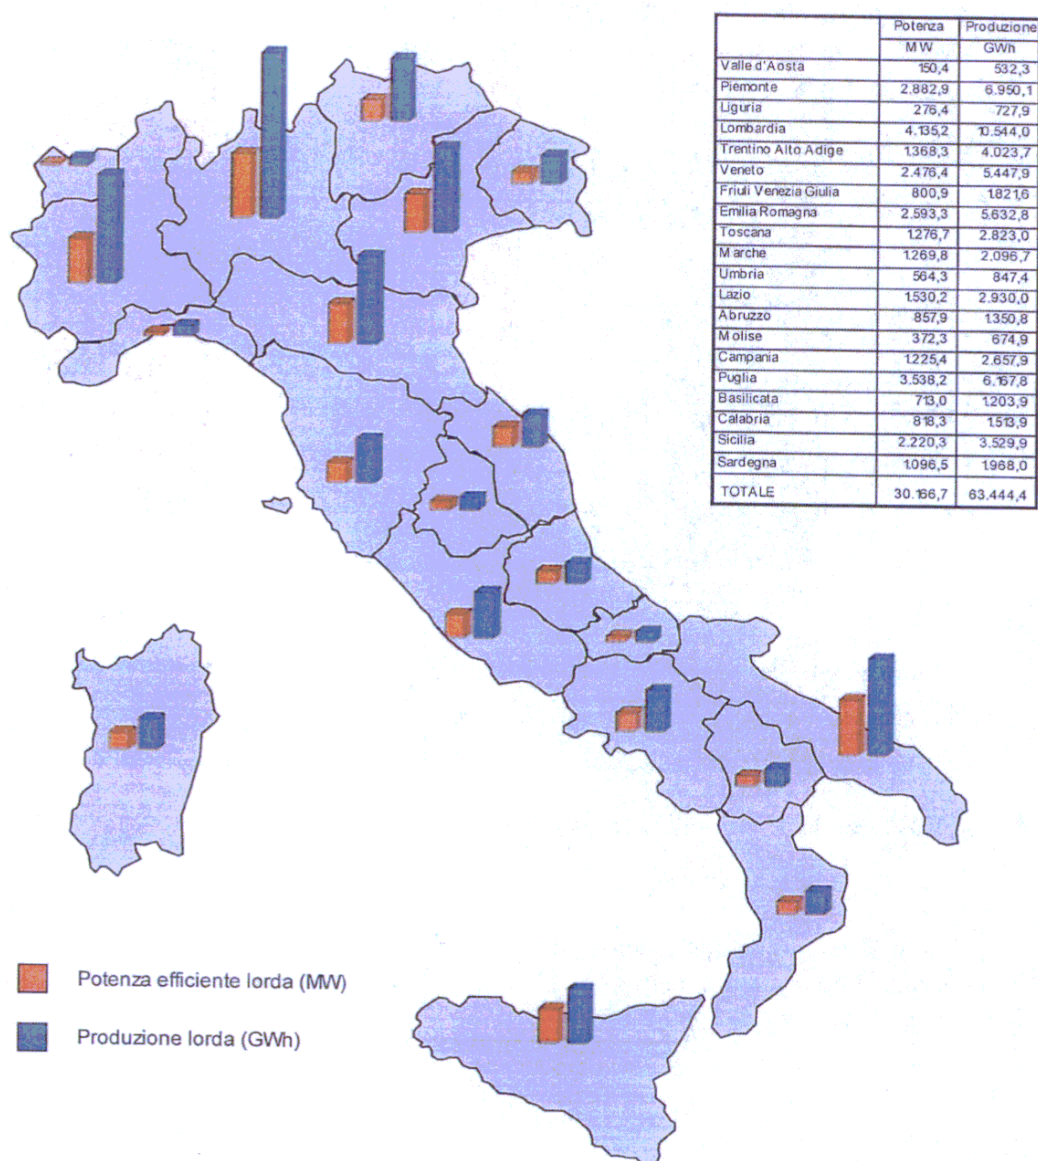 Potenza Produzione
MW GWh
Valle d'Aosta 150,4 532,3
Piemonte 2.882,9 6.950,1
Liguria 276,4 727,9
Lombardia 4.135,2 10.544,0
Trentino Alto Adige 1.368,3 4.023,7
Veneto 2.476,4 5.447,9
Friuli Venezia Giulia 800,9 1.821,6
Emilia Romagna 2.593,3 5.632,8
Toscana 1.276,7 2.823,0
Marche 1.269,8 2.096,7
Umbria 564,3 847,4
Lazio 1.530,2 2.930,0
Abruzzo 857,9 1.350,8
Molise 372,3 674,9
Campania 1.225,4 2.657,9
Puglia 3.538,2 6.167,8
Basilicata 713,0 1.203,9
Calabria 818,3 1.513,9
Sicilia 2.220,3 3.529,9
Sardegna 1.096,5 1.968,0
TOTALE 30.166,7 63.444,4
Potenza efficiente lorda (MW)
Produzione lorda (GWh)